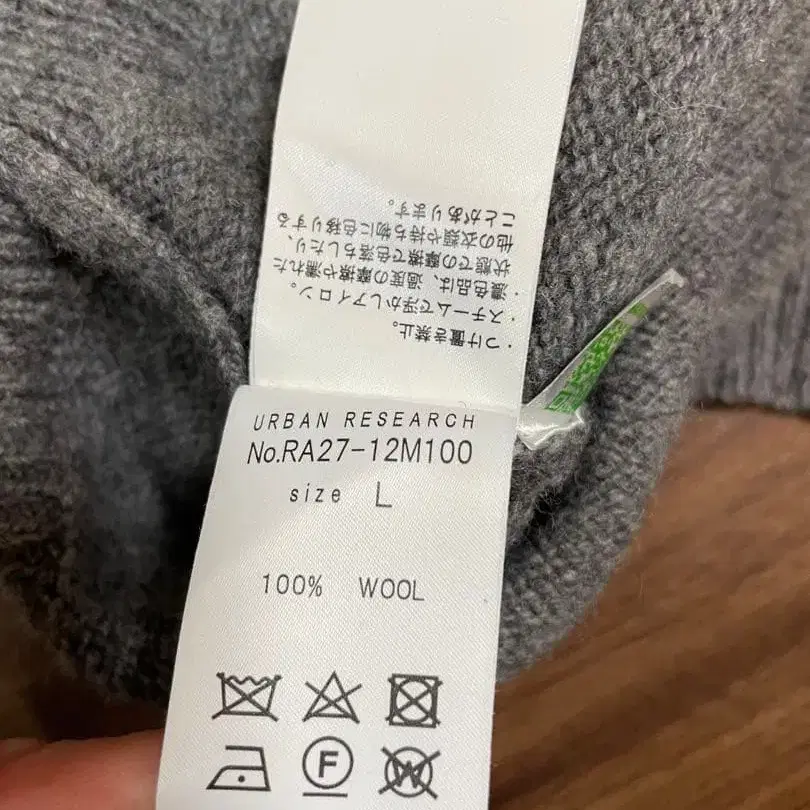 ・つけ置き禁止。
・スチームで浮かしアイロン。
・濃色品は、過度の摩擦や濡れた
状態での摩擦で色落ちしたり、
他の衣類や持ち物に色移りする
ことがあります。
URBAN RESEARCH
No.RA27-12M100
size L
100% WOOL
F
W